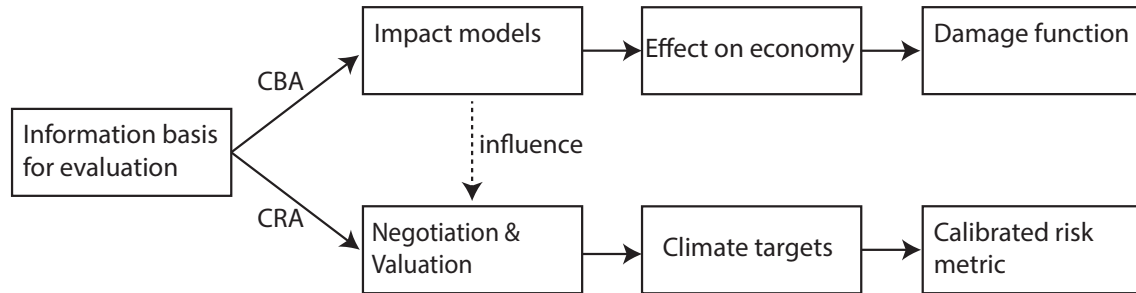 Impact models
Effect on economy
Damage function
CBA
Information basis
for evaluation
influence
CRA
Negotiation &
Valuation
Climate targets
Calibrated risk
metric